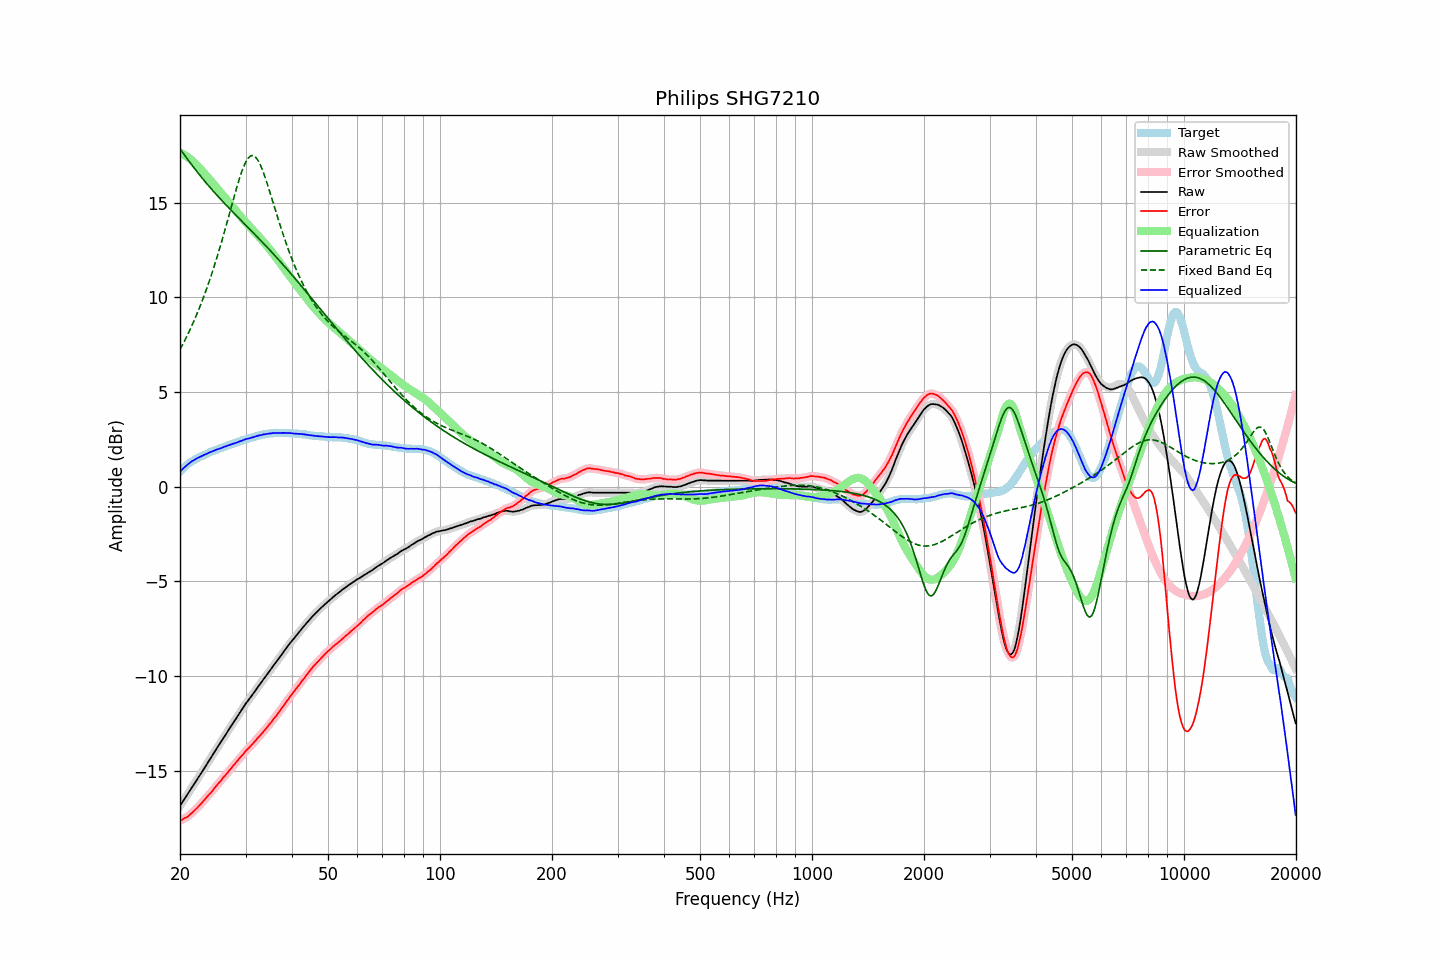 Philips SHG7210
Target
Raw Smoothed
Error Smoothed
Raw
Error
Equalization
Parametric Eq
Fixed Band Eq
Equalized
Amplitude (dBr)
15
10
5
0
−5
−10
−15
20 50 100 200 500 1000 2000 5000 10000 20000
Frequency (Hz)